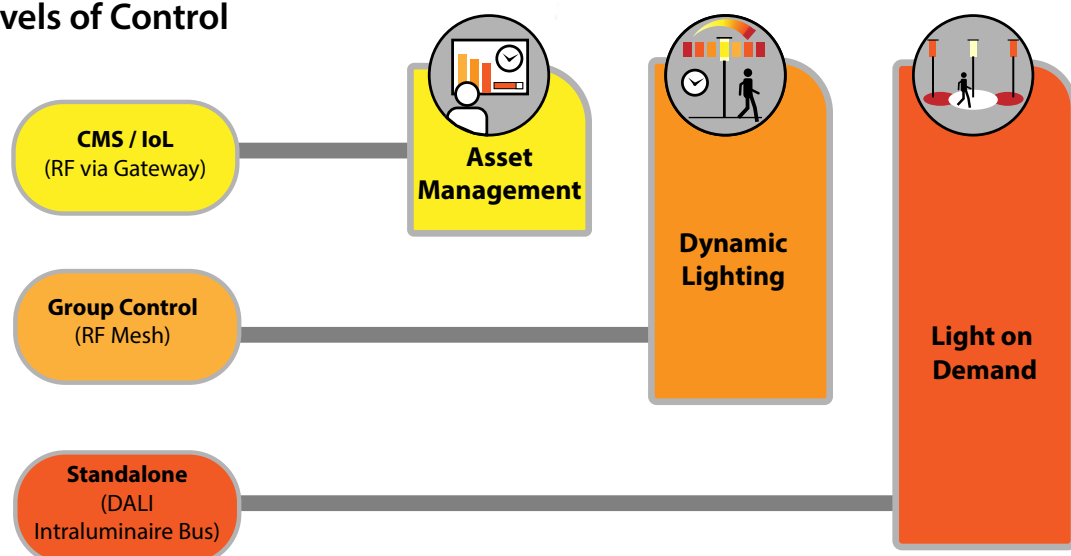 vels of Control
CMS / IoL
(RF via Gateway)
Asset
Management
Dynamic
Lighting
Group Control
(RF Mesh)
Light on
Demand
Standalone
(DALI
Intraluminaire Bus)